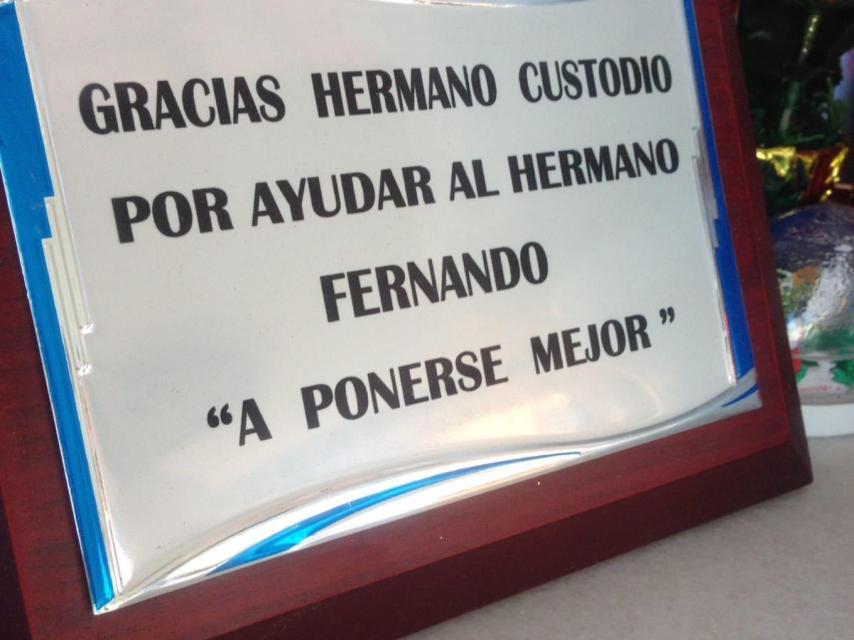 GRACIAS HERMANO CUSTODIO
POR AYUDAR AL HERMANO
FERNANDO
“A PONERSE MEJOR”